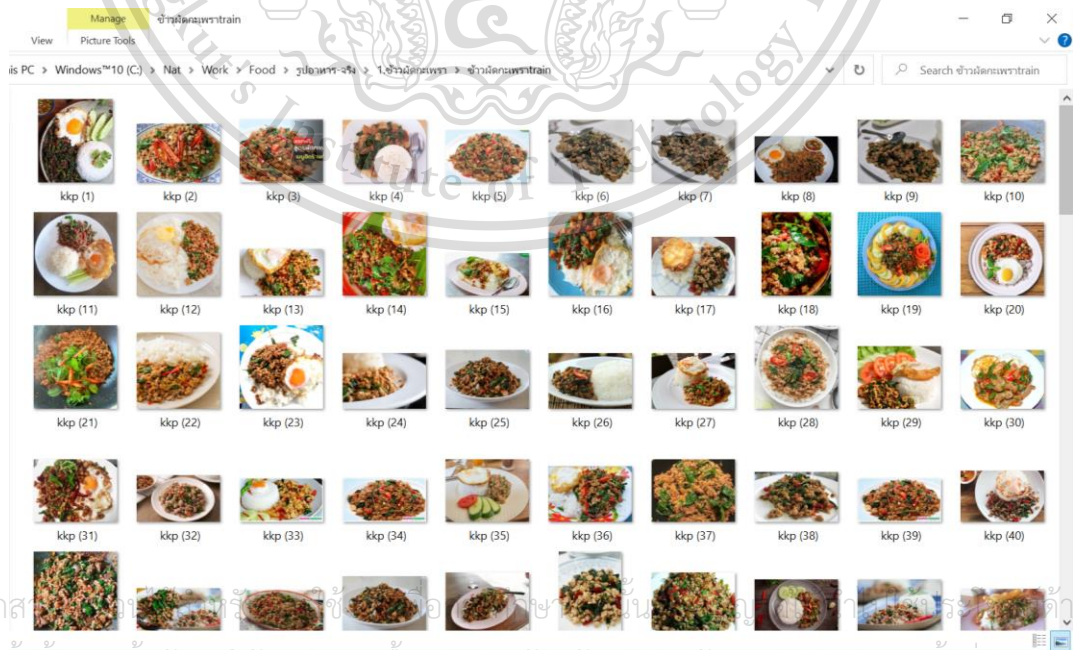 Manage ข้าวผัดกะเพราtrain
View Picture Tools
is PC > Windows™10 (C:) > Nat > Work > Food > รูปอาหาร-จริง > 1.ข้าวผัดกะเพรา > ข้าวผัดกะเพราtrain Search ข้าวผัดกะเพราtrain
Institute of Technology
kkp (1) kkp (2) kkp (3) kkp (4) kkp (5) kkp (6) kkp (7) kkp (8) kkp (9) kkp (10)
kkp (11) kkp (12) kkp (13) kkp (14) kkp (15) kkp (16) kkp (17) kkp (18) kkp (19) kkp (20)
kkp (21) kkp (22) kkp (23) kkp (24) kkp (25) kkp (26) kkp (27) kkp (28) kkp (29) kkp (30)
kkp (31) kkp (32) kkp (33) kkp (34) kkp (35) kkp (36) kkp (37) kkp (38) kkp (39) kkp (40)